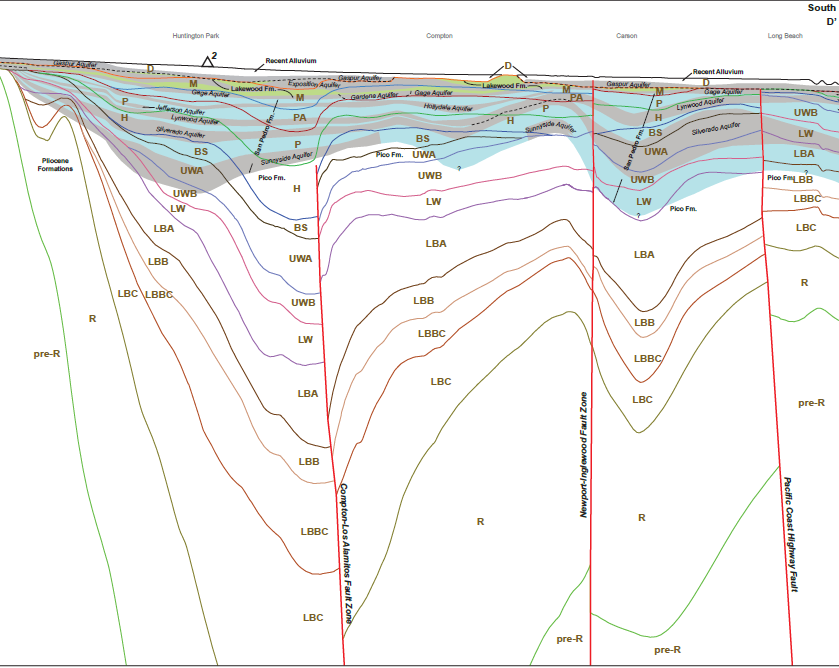 South
D'
Huntington Park
Compton
Carson
Long Beach
2
Recent Alluvium
Gaspur Aquifer
D
M
Gage Aquifer
Lakewood Fm.
Exposition Aquifer
Gaspur Aquifer
M
Gardena Aquifer
Gage Aquifer
D
Lakewood Fm.
M
PA
Gaspur Aquifer
M
Recent Alluvium
D
Gage Aquifer
P
H
Jefferson Aquifer
Lynwood Aquifer
Silverado Aquifer
San Pedro Fm.
PA
P
Hollydale Aquifer
P
H
Sunnyside Aquifer
P
Lynwood Aquifer
H
BS
Silverado Aquifer
San Pedro Fm.
UWB
LW
LBA
Pliocene
Formations
BS
UWA
Sunnyside Aquifer
Pico Fm.
BS
UWA
Pico Fm.
?
UWA
UWB
LW
?
Pico Fm.
?
Pico Fm.
LBB
LBBC
LBC
UWB
LW
LBA
LBB
LBC
LBBC
R
pre-R
H
BS
UWA
UWB
LW
LBA
LBB
LBBC
LBC
UWB
LW
LBA
LBB
LBBC
LBC
R
pre-R
LBA
LBB
LBBC
LBC
R
pre-R
R
pre-R
Compton-Los Alamitos Fault Zone
Newport-Inglewood Fault Zone
Pacific Coast Highway Fault